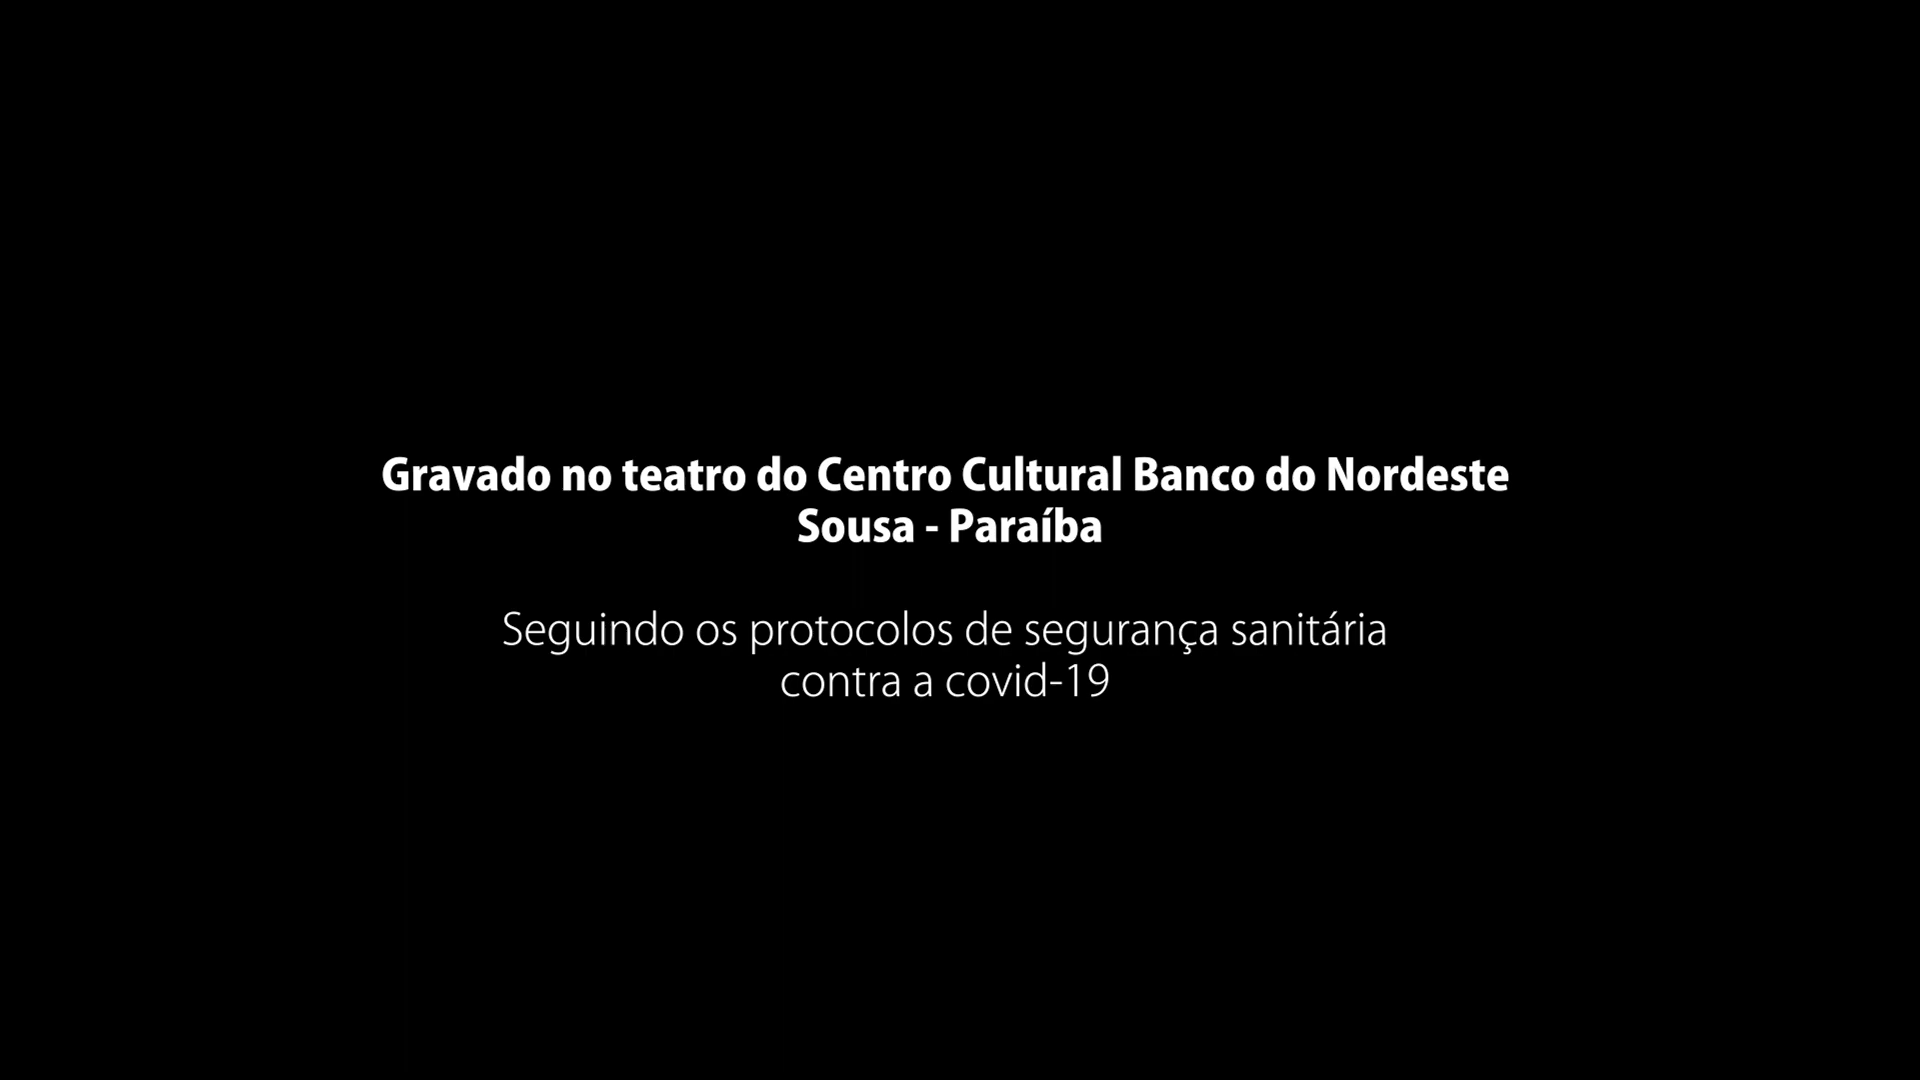 Gravado no teatro do Centro Cultural Banco do Nordeste
Sousa - Paraíba
Seguindo os protocolos de segurança sanitária
contra a covid-19